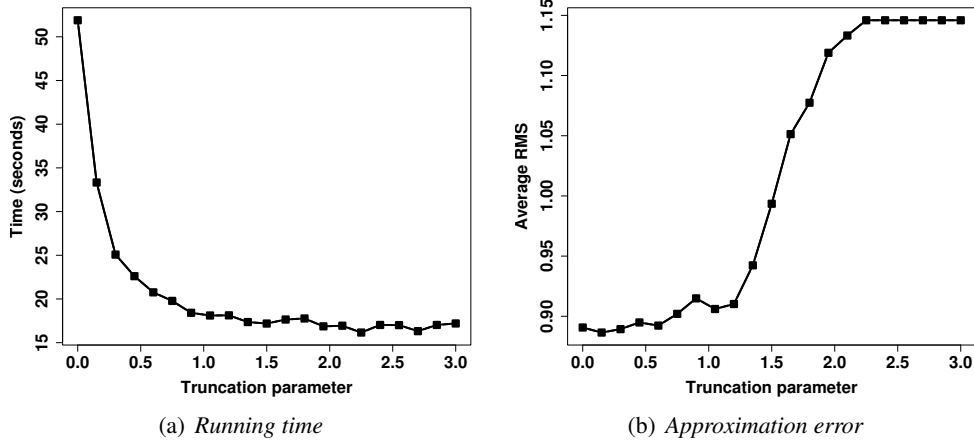 50
45
40
35
30
25
20
15
Time (seconds)
0.0 0.5 1.0 1.5 2.0 2.5 3.0
Truncation parameter
(a) Running time
1.15
1.10
1.05
1.00
0.95
0.90
Average RMS
0.0 0.5 1.0 1.5 2.0 2.5 3.0
Truncation parameter
(b) Approximation error